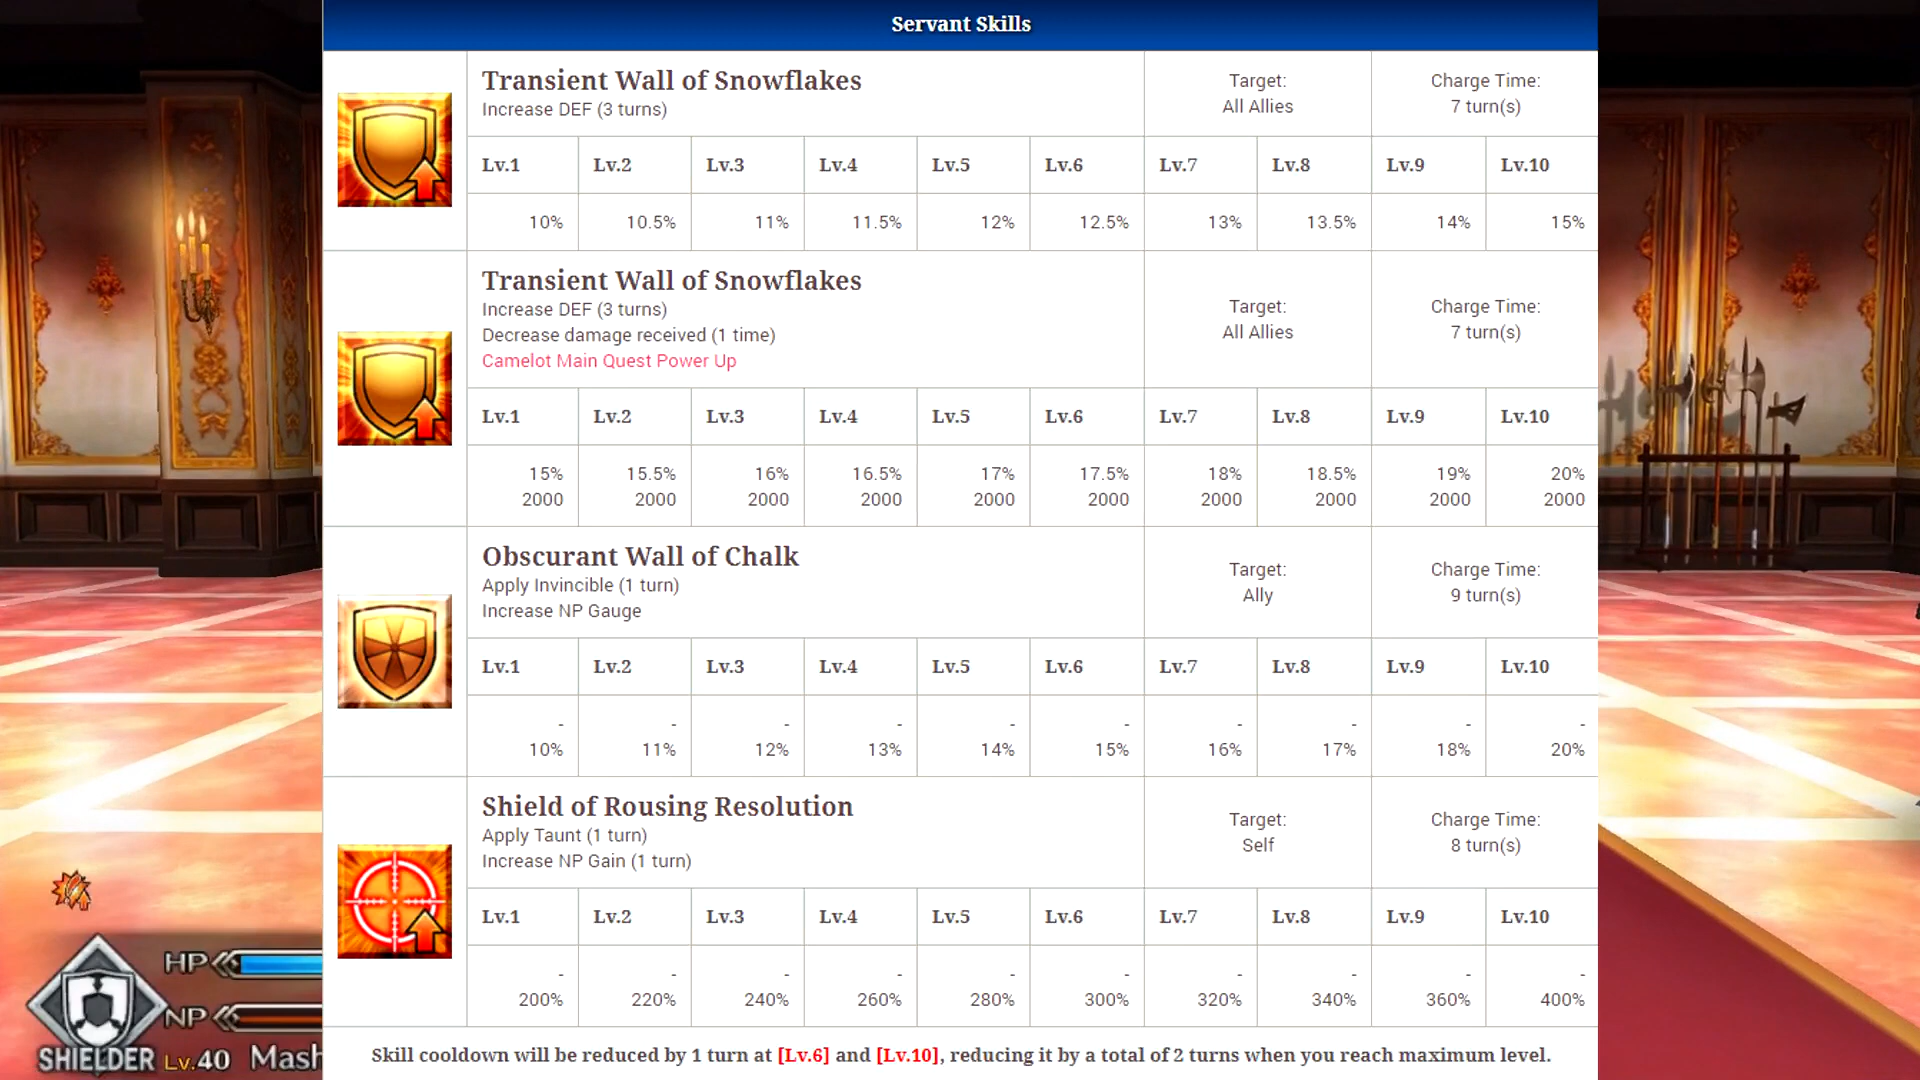 Servant Skills
Transient Wall of Snowflakes
Increase DEF (3 turns)
Target:
All Allies
Charge Time:
7 turn(s)
Lv.1 Lv.2 Lv.3 Lv.4 Lv.5 Lv.6 Lv.7 Lv.8 Lv.9 Lv.10
10% 10.5% 11% 11.5% 12% 12.5% 13% 13.5% 14% 15%
Transient Wall of Snowflakes
Increase DEF (3 turns)
Decrease damage received (1 time)
Camelot Main Quest Power Up
Target:
All Allies
Charge Time:
7 turn(s)
Lv.1 Lv.2 Lv.3 Lv.4 Lv.5 Lv.6 Lv.7 Lv.8 Lv.9 Lv.10
15% 15.5% 16% 16.5% 17% 17.5% 18% 18.5% 19% 20%
2000 2000 2000 2000 2000 2000 2000 2000 2000 2000
Obscurant Wall of Chalk
Apply Invincible (1 turn)
Increase NP Gauge
Target:
Ally
Charge Time:
9 turn(s)
Lv.1 Lv.2 Lv.3 Lv.4 Lv.5 Lv.6 Lv.7 Lv.8 Lv.9 Lv.10
- - - - - - - - - -
10% 11% 12% 13% 14% 15% 16% 17% 18% 20%
Shield of Rousing Resolution
Apply Taunt (1 turn)
Increase NP Gain (1 turn)
Target:
Self
Charge Time:
8 turn(s)
Lv.1 Lv.2 Lv.3 Lv.4 Lv.5 Lv.6 Lv.7 Lv.8 Lv.9 Lv.10
- - - - - - - - - -
200% 220% 240% 260% 280% 300% 320% 340% 360% 400%
Skill cooldown will be reduced by 1 turn at [Lv.6] and [Lv.10], reducing it by a total of 2 turns when you reach maximum level.
HP
NP
SHIELDER Lv.40 Mash